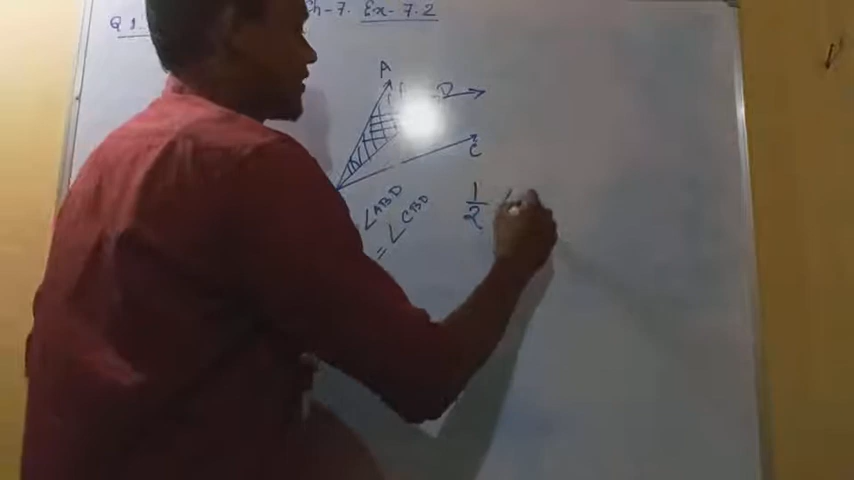 Q 1. Ch-7. Ex-7.2
A
D
C
∠ABD
= ∠CBD
1/2